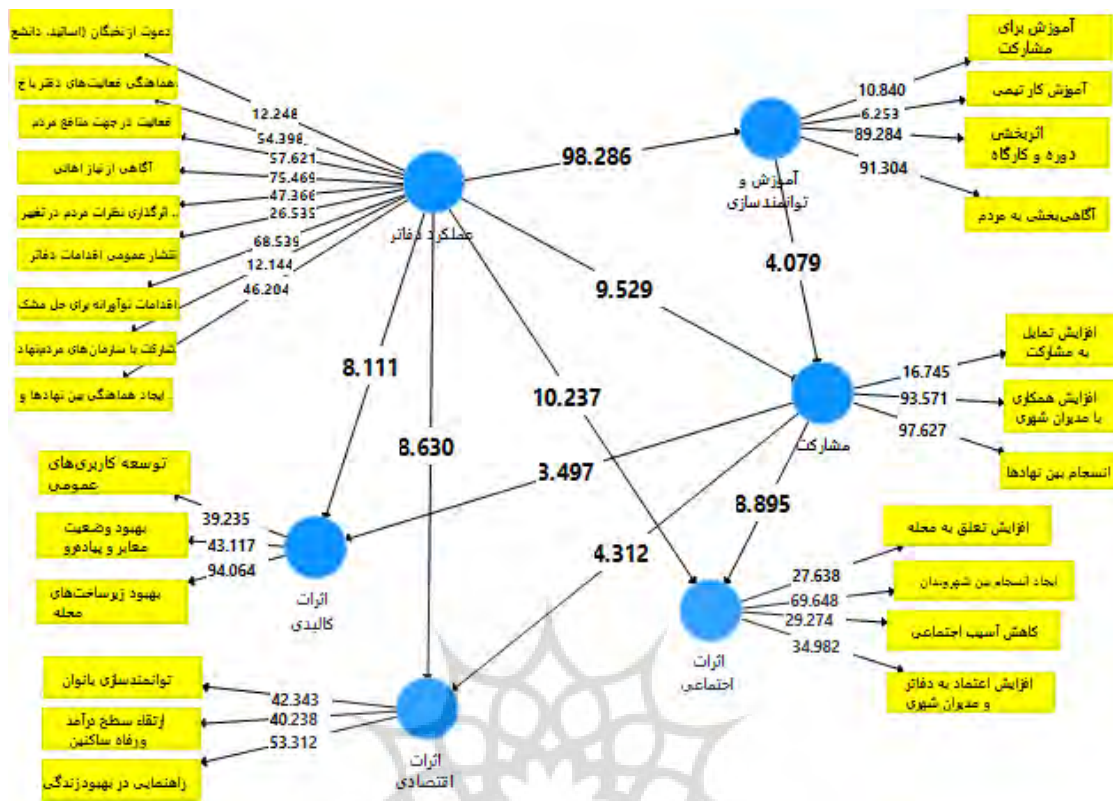 دعوت از نخبگان (اساتید، دانشج
هماهنگی فعالیت‌های دفتر با خ
فعالیت در جهت منافع مردم
آگاهی از نیاز اهالی
اثرگذاری نظرات مردم در تغییر ..
نتشار عمومی اقدامات دفاتر
اقدامات نوآورانه برای حل مشک
شارکت با سازمان‌های مردم‌نهاد
ایجاد هماهنگی بین نهادها و ..
12.248
54.398
57.621
75.469
47.366
26.535
68.539
12.144
46.204
عملکرد دفاتر
98.286
آموزش و
توانمندسازی
10.840
6.253
89.284
91.304
آموزش برای
مشارکت
آموزش کار تیمی
اثربخشی
دوره و کارگاه
آگاهی‌بخشی به مردم
4.079
9.529
8.111
8.630
10.237
3.497
4.312
8.895
مشارکت
16.745
93.571
97.627
افزایش تمایل
به مشارکت
افزایش همکاری
با مدیران شهری
انسجام بین نهادها
توسعه کاربری‌های
عمومی
بهبود وضعیت
معابر و پیاده‌رو
بهبود زیرساخت‌های
محله
39.235
43.117
94.064
اثرات
کالبدی
توانمندسازی بانوان
ارتقاء سطح درآمد
ورفاه ساکنین
راهنمایی در بهبودزندگی
42.343
40.238
53.312
اثرات
اقتصادی
اثرات
اجتماعی
27.638
69.648
29.274
34.982
افزایش تعلق به محله
ایجاد انسجام بین شهروندان
کاهش آسیب اجتماعی
افزایش اعتماد به دفاتر
و مدیران شهری